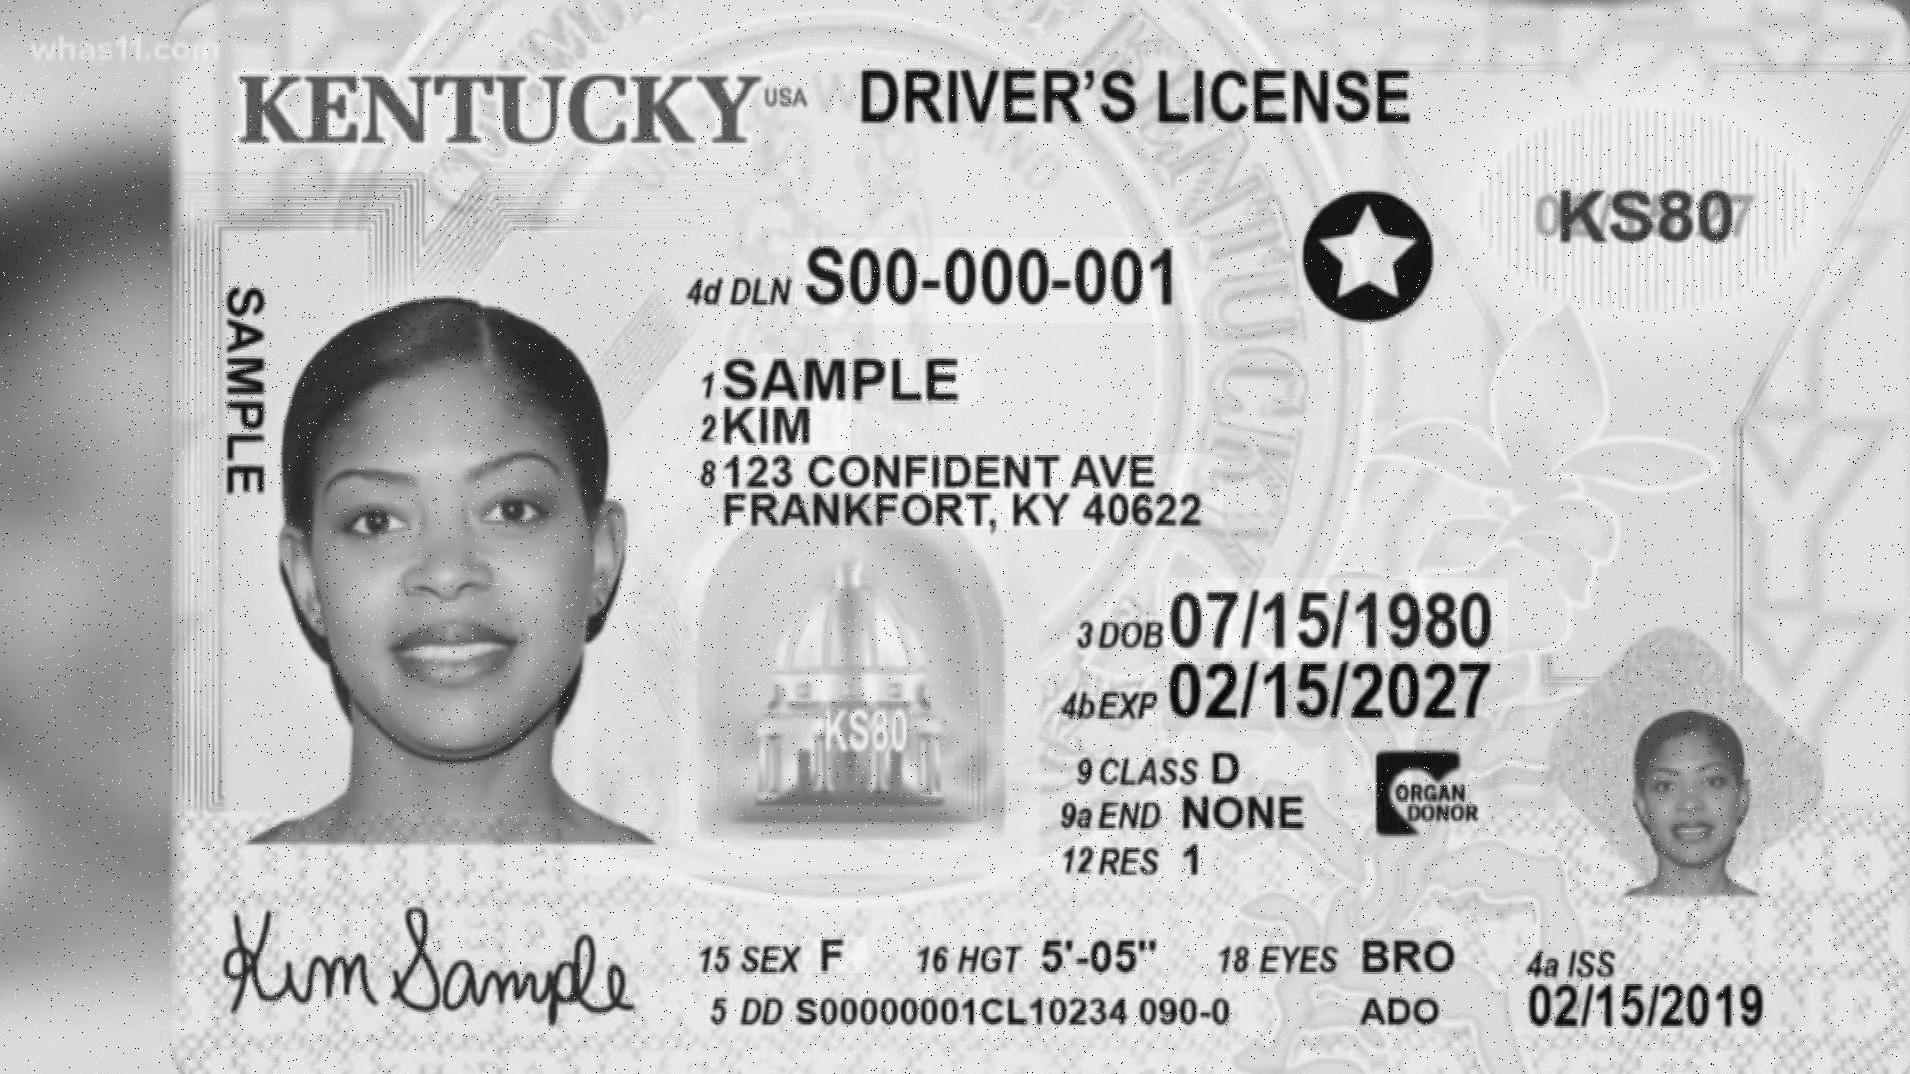 whas11.com
KENTUCKY USA DRIVER'S LICENSE
KS80
4d DLN S00-000-001
SAMPLE
1 SAMPLE
2 KIM
8 123 CONFIDENT AVE
FRANKFORT, KY 40622
3 DOB 07/15/1980
4b EXP 02/15/2027
KS80
9 CLASS D
ORGAN DONOR
9a END NONE
12 RES 1
Kim Sample
15 SEX F 16 HGT 5'-05" 18 EYES BRO
4a ISS
5 DD S00000001CL10234 090-0 ADO 02/15/2019
KENTUCKY